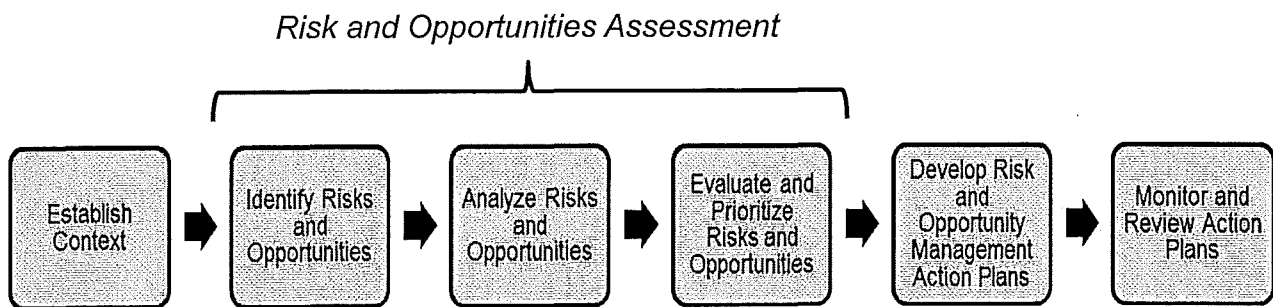 Risk and Opportunities Assessment
Establish
Context
Identify Risks
and
Opportunities
Analyze Risks
and
Opportunities
Evaluate and
Prioritize
Risks and
Opportunities
Develop Risk
and
Opportunity
Management
Action Plans
Monitor and
Review Action
Plans